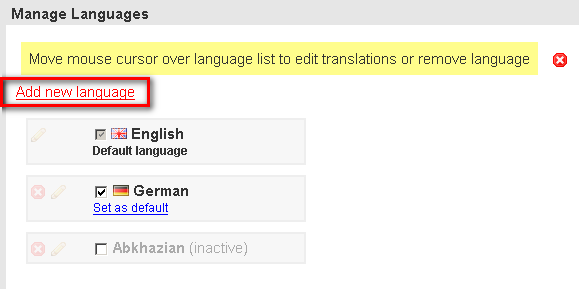 Manage Languages
Move mouse cursor over language list to edit translations or remove language
Add new language
English
Default language
German
Set as default
Abkhazian (inactive)